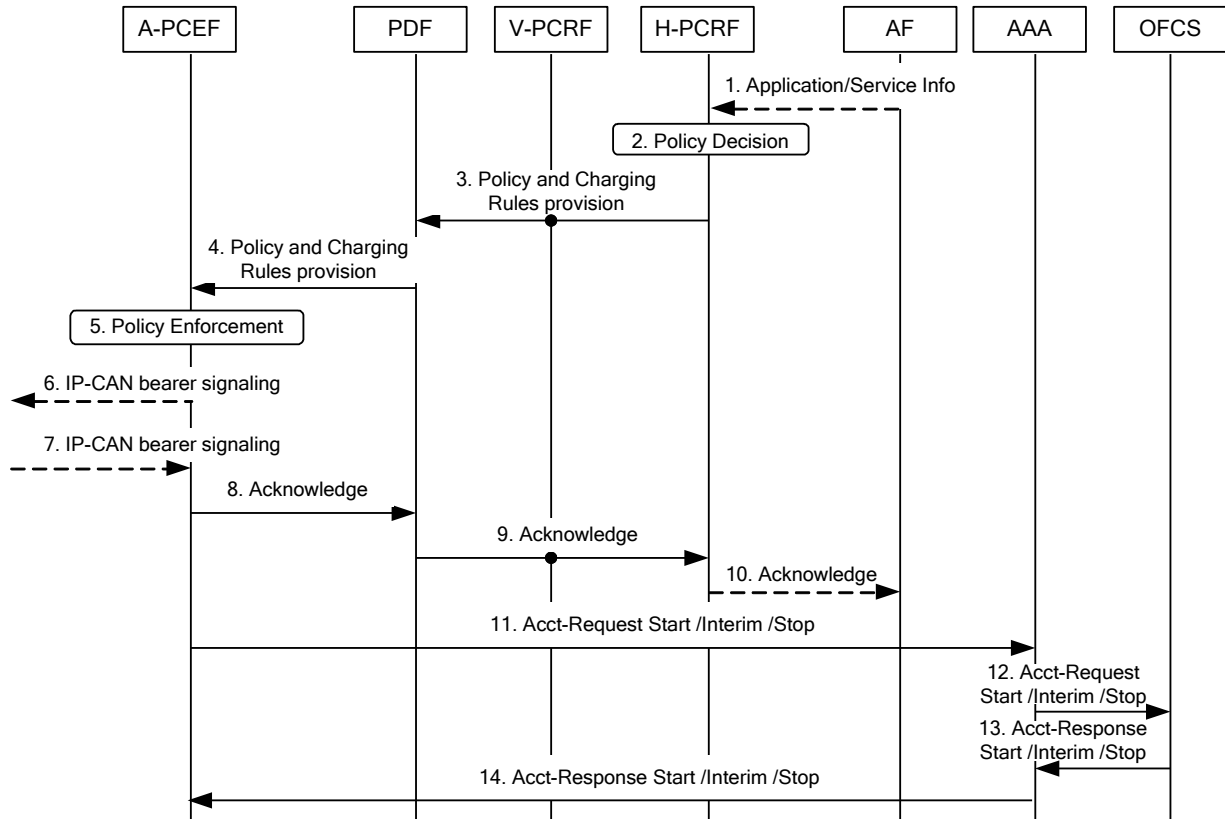 A-PCEF
PDF
V-PCRF
H-PCRF
AF
AAA
OFCS
1. Application/Service Info
2. Policy Decision
3. Policy and Charging
Rules provision
4. Policy and Charging
Rules provision
5. Policy Enforcement
6. IP-CAN bearer signaling
7. IP-CAN bearer signaling
8. Acknowledge
9. Acknowledge
10. Acknowledge
11. Acct-Request Start /Interim /Stop
12. Acct-Request
Start /Interim /Stop
13. Acct-Response
Start /Interim /Stop
14. Acct-Response Start /Interim /Stop